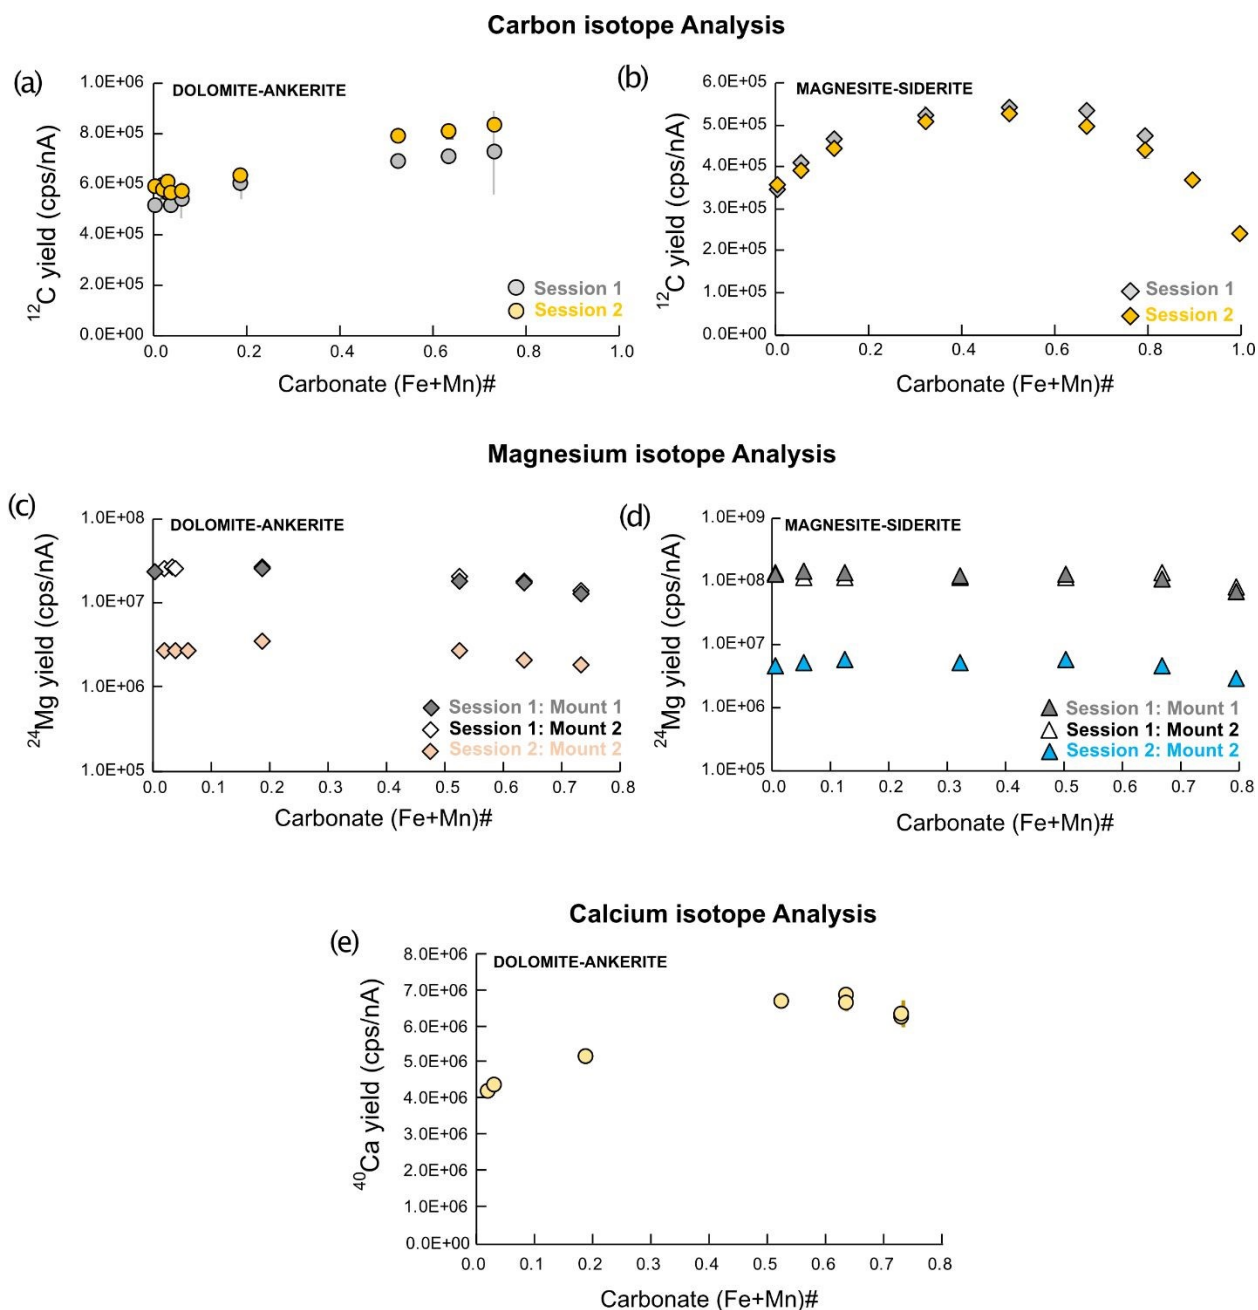 Carbon isotope Analysis
(a)
DOLOMITE-ANKERITE
¹²C yield (cps/nA)
1.0E+06
8.0E+05
6.0E+05
4.0E+05
2.0E+05
0.0E+00
Session 1
Session 2
0.0 0.2 0.4 0.6 0.8 1.0
Carbonate (Fe+Mn)#
(b)
MAGNESITE-SIDERITE
¹²C yield (cps/nA)
6.0E+05
5.0E+05
4.0E+05
3.0E+05
2.0E+05
1.0E+05
0.0E+00
Session 1
Session 2
0.0 0.2 0.4 0.6 0.8 1.0
Carbonate (Fe+Mn)#
Magnesium isotope Analysis
(c)
DOLOMITE-ANKERITE
²⁴Mg yield (cps/nA)
1.0E+08
1.0E+07
1.0E+06
1.0E+05
Session 1: Mount 1
Session 1: Mount 2
Session 2: Mount 2
0.0 0.1 0.2 0.3 0.4 0.5 0.6 0.7 0.8
Carbonate (Fe+Mn)#
(d)
MAGNESITE-SIDERITE
²⁴Mg yield (cps/nA)
1.0E+09
1.0E+08
1.0E+07
1.0E+06
1.0E+05
Session 1: Mount 1
Session 1: Mount 2
Session 2: Mount 2
0.0 0.1 0.2 0.3 0.4 0.5 0.6 0.7 0.8
Carbonate (Fe+Mn)#
Calcium isotope Analysis
(e)
DOLOMITE-ANKERITE
⁴⁰Ca yield (cps/nA)
8.0E+06
7.0E+06
6.0E+06
5.0E+06
4.0E+06
3.0E+06
2.0E+06
1.0E+06
0.0E+00
0.0 0.1 0.2 0.3 0.4 0.5 0.6 0.7 0.8
Carbonate (Fe+Mn)#